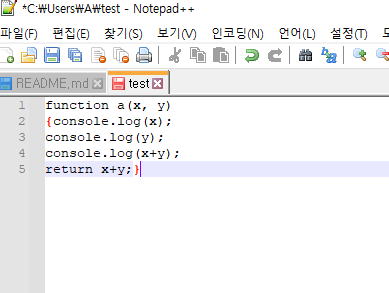 *C:₩Users₩A₩test - Notepad++
파일(F) 편집(E) 찾기(S) 보기(V) 인코딩(N) 언어(L) 설정(T)
README.md test
1 function a(x, y)
2 {console.log(x);
3 console.log(y);
4 console.log(x+y);
5 return x+y;}